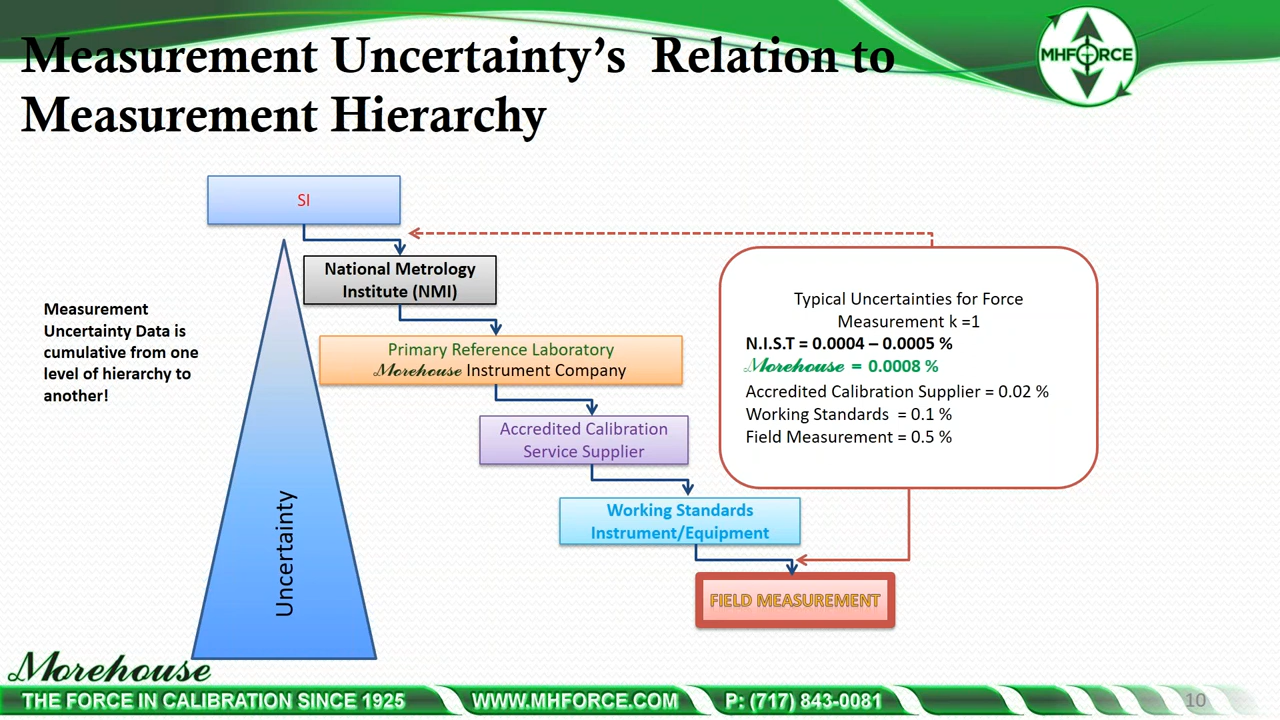 Measurement Uncertainty’s  Relation to
Measurement Hierarchy
MHFORCE
SI
National Metrology
Institute (NMI)
Measurement
Uncertainty Data is
cumulative from one
level of hierarchy to
another!
Primary Reference Laboratory
Morehouse Instrument Company
Accredited Calibration
Service Supplier
Working Standards
Instrument/Equipment
FIELD MEASUREMENT
Uncertainty
Typical Uncertainties for Force
Measurement k =1
N.I.S.T = 0.0004 – 0.0005 %
Morehouse = 0.0008 %
Accredited Calibration Supplier = 0.02 %
Working Standards  = 0.1 %
Field Measurement = 0.5 %
Morehouse
THE FORCE IN CALIBRATION SINCE 1925
WWW.MHFORCE.COM
P: (717) 843-0081
10